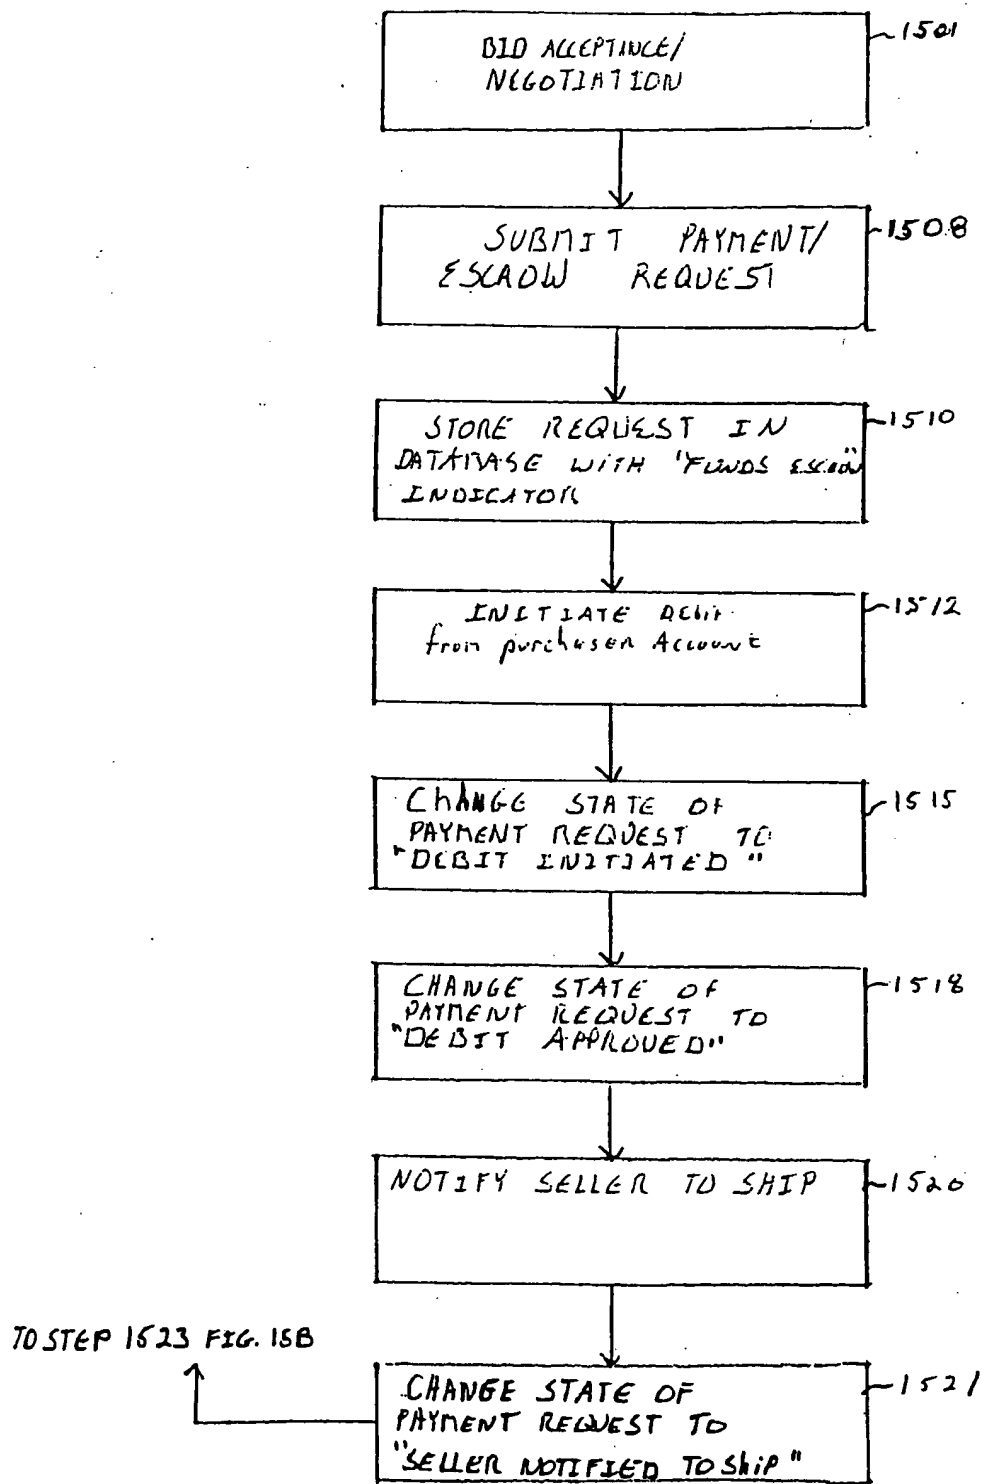 BID ACCEPTANCE/
NEGOTIATION
1501
SUBMIT PAYMENT/
ESCROW REQUEST
1508
STORE REQUEST IN
DATABASE WITH "FUNDS ESCROW"
INDICATOR
1510
INITIATE Debit
from purchaser Account
1512
CHANGE STATE OF
PAYMENT REQUEST TO
"DEBIT INITIATED"
1515
CHANGE STATE OF
PAYMENT REQUEST TO
"DEBIT APPROVED"
1518
NOTIFY SELLER TO SHIP
1520
TO STEP 1523 FIG. 15B
CHANGE STATE OF
PAYMENT REQUEST TO
"SELLER NOTIFIED TO ShiP"
1521